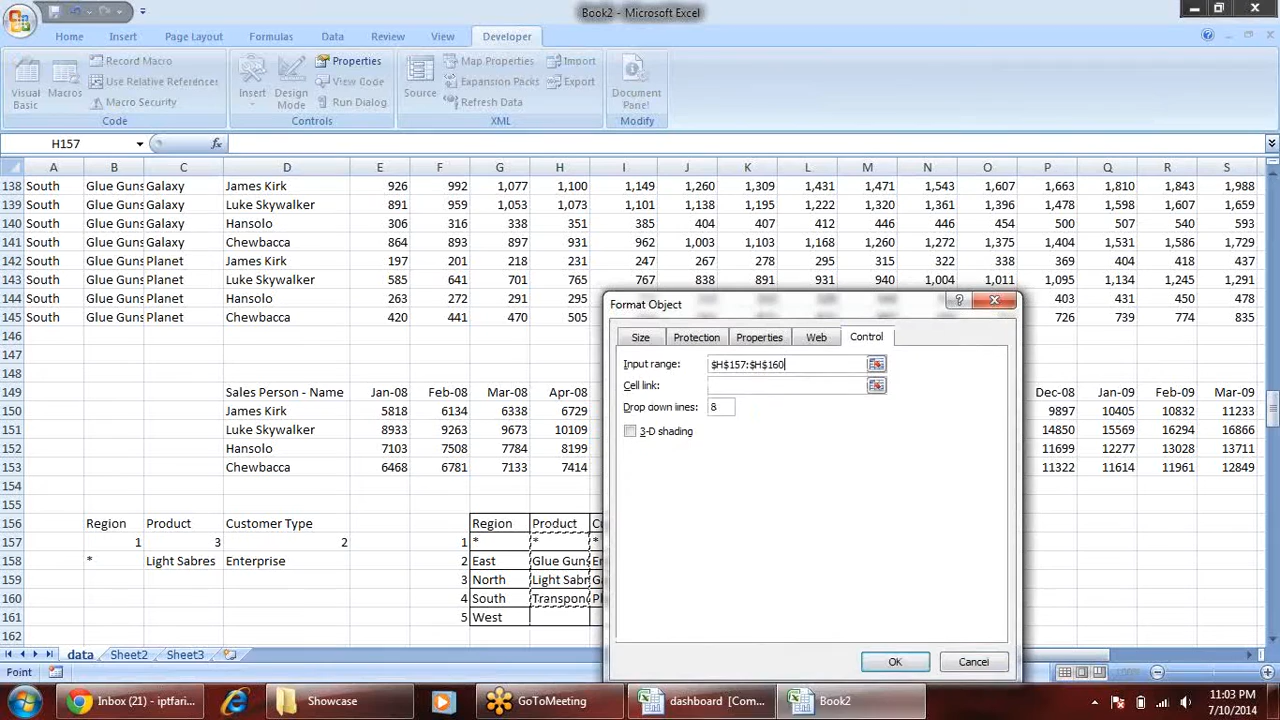 Book2 - Microsoft Excel
Home Insert Page Layout Formulas Data Review View Developer
Visual Basic Macros Record Macro Use Relative References Macro Security Insert Design Mode Properties View Code Run Dialog Source Map Properties Expansion Packs Refresh Data Import Export Document Panel
Code Controls XML Modify
H157 fx
A B C D E F G H I J K L M N O P Q R S
138 South Glue Guns Galaxy James Kirk 926 992 1,077 1,100 1,149 1,260 1,309 1,431 1,471 1,543 1,607 1,663 1,810 1,843 1,988
139 South Glue Guns Galaxy Luke Skywalker 891 959 1,053 1,073 1,101 1,138 1,195 1,222 1,320 1,361 1,396 1,478 1,598 1,607 1,659
140 South Glue Guns Galaxy Hansolo 306 316 338 351 385 404 407 412 446 446 454 500 507 540 593
141 South Glue Guns Galaxy Chewbacca 864 893 897 931 962 1,003 1,103 1,168 1,260 1,272 1,375 1,404 1,531 1,586 1,729
142 South Glue Guns Planet James Kirk 197 201 218 231 247 267 278 295 315 322 338 369 404 418 437
143 South Glue Guns Planet Luke Skywalker 585 641 701 765 767 838 891 931 940 1,004 1,011 1,095 1,134 1,245 1,291
144 South Glue Guns Planet Hansolo 263 272 291 295 403 431 450 478
145 South Glue Guns Planet Chewbacca 420 441 470 505 726 739 774 835
146
147
148
149 Sales Person - Name Jan-08 Feb-08 Mar-08 Apr-08 Dec-08 Jan-09 Feb-09 Mar-09
150 James Kirk 5818 6134 6338 6729 9897 10405 10832 11233
151 Luke Skywalker 8933 9263 9673 10109 14850 15569 16294 16866
152 Hansolo 7103 7508 7784 8199 11699 12277 13028 13711
153 Chewbacca 6468 6781 7133 7414 11322 11614 11961 12849
154
155
156 Region Product Customer Type Region Product
157 1 3 2 1 * * *
158 * Light Sabres Enterprise 2 East Glue Guns
159 3 North Light Sabr
160 4 South Transpon
161 5 West
162
Format Object
Size Protection Properties Web Control
Input range: $H$157:$H$160
Cell link:
Drop down lines: 8
3-D shading
OK Cancel
data Sheet2 Sheet3
Point
Inbox (21) - iptfari... Showcase GoToMeeting dashboard [Com... Book2
11:03 PM
7/10/2014